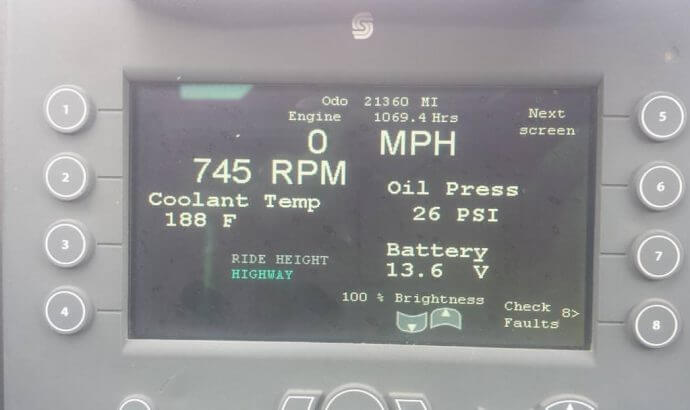 Odo 21360 MI
Engine 1069.4 Hrs
Next
screen
0 MPH
745 RPM
Coolant Temp
188 F
Oil Press
26 PSI
RIDE HEIGHT
HIGHWAY
Battery
13.6 V
100 % Brightness
Check 8>
Faults
1
2
3
4
5
6
7
8